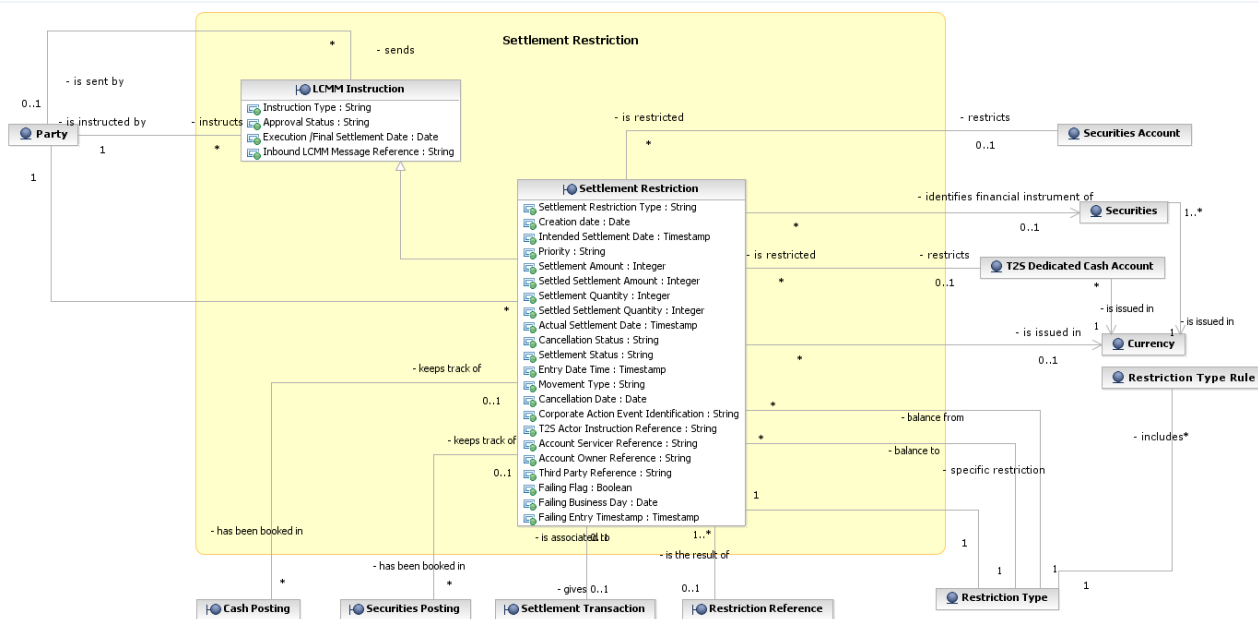 Settlement Restriction
*
- sends
- is sent by
0..1
LCMM Instruction
Instruction Type : String
Approval Status : String
Execution /Final Settlement Date : Date
Inbound LCMM Message Reference : String
- is instructed by
- instructs
Party
1
*
1
- is restricted
- restricts
*
0..1
Securities Account
Settlement Restriction
Settlement Restriction Type : String
Creation date : Date
Intended Settlement Date : Timestamp
Priority : String
Settlement Amount : Integer
Settled Settlement Amount : Integer
Settlement Quantity : Integer
Settled Settlement Quantity : Integer
Actual Settlement Date : Timestamp
Cancellation Status : String
Settlement Status : String
Entry Date Time : Timestamp
Movement Type : String
Cancellation Date : Date
Corporate Action Event Identification : String
T2S Actor Instruction Reference : String
Account Servicer Reference : String
Account Owner Reference : String
Third Party Reference : String
Failing Flag : Boolean
Failing Business Day : Date
Failing Entry Timestamp : Timestamp
- identifies financial instrument of
*
0..1
Securities
1..*
- is restricted
- restricts
*
0..1
T2S Dedicated Cash Account
*
- is issued in
1
- is issued in
1
*
- is issued in
*
0..1
Currency
Restriction Type Rule
- keeps track of
0..1
- keeps track of
0..1
*
- balance from
*
- balance to
- includes*
- specific restriction
1
- has been booked in
*
- has been booked in
*
- is associated to
0..1
- gives 0..1
1..*
- is the result of
0..1
1
1
1
1
Cash Posting
Securities Posting
Settlement Transaction
Restriction Reference
Restriction Type